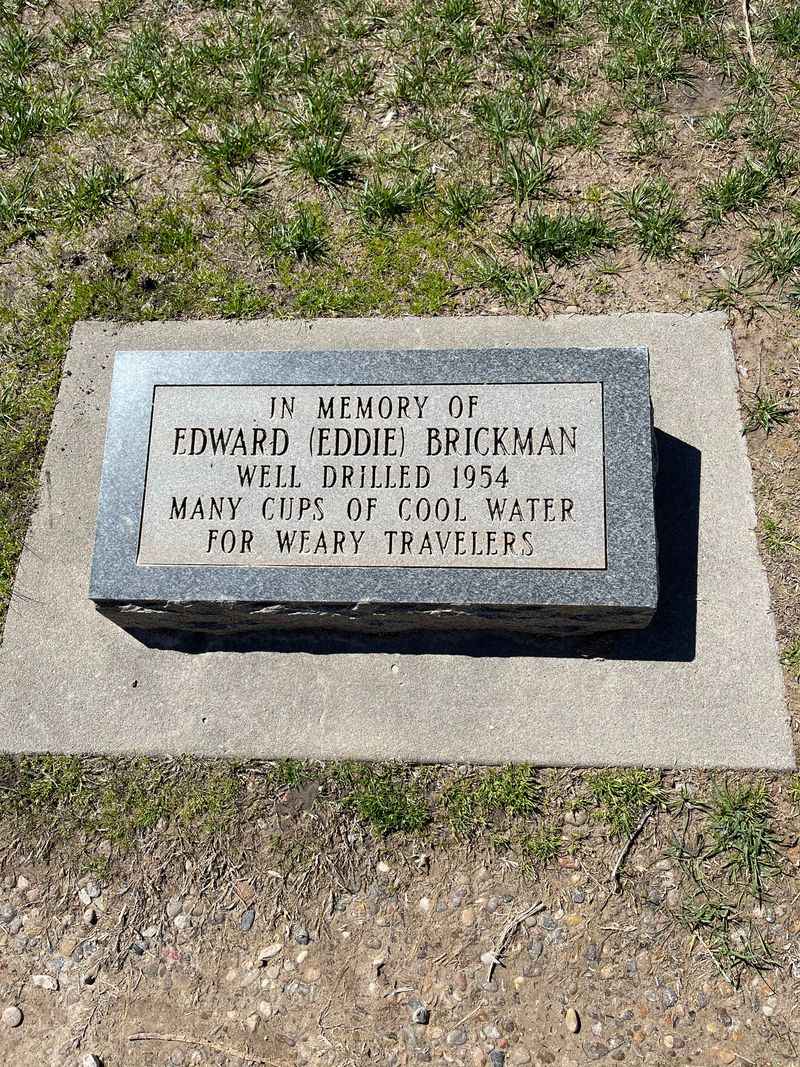 IN MEMORY OF
EDWARD (EDDIE) BRICKMAN
WELL DRILLED 1954
MANY CUPS OF COOL WATER
FOR WEARY TRAVELERS